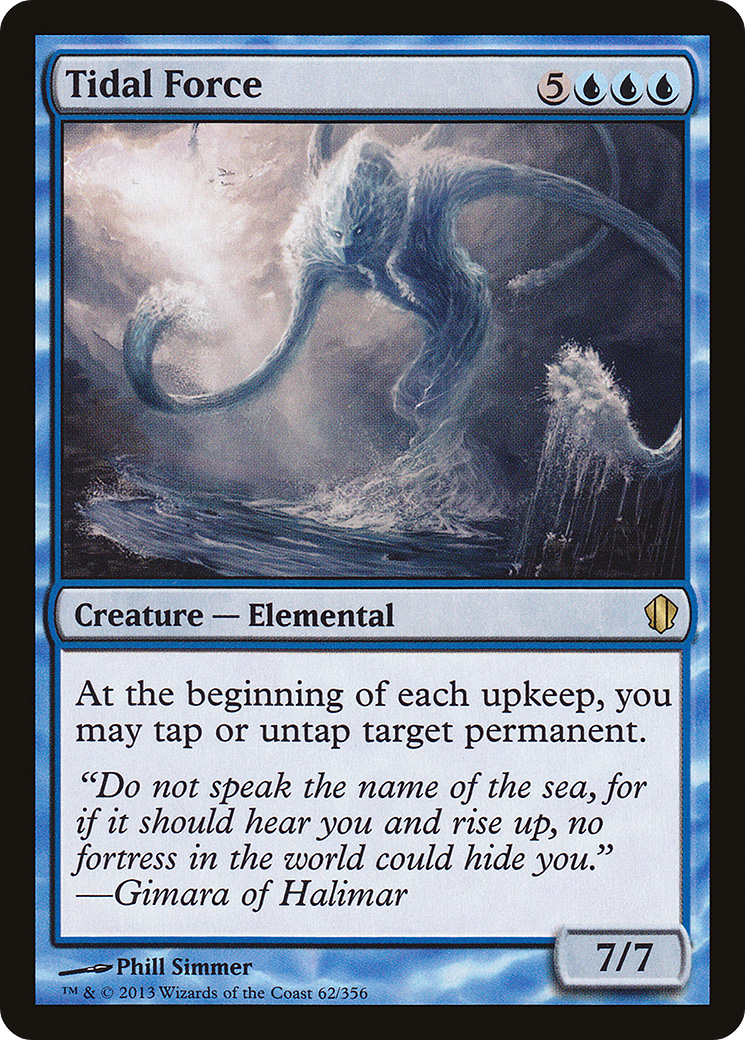 Tidal Force
5
Creature — Elemental
At the beginning of each upkeep, you
may tap or untap target permanent.
“Do not speak the name of the sea, for
if it should hear you and rise up, no
fortress in the world could hide you.”
—Gimara of Halimar
7/7
Phill Simmer
™ & © 2013 Wizards of the Coast 62/356